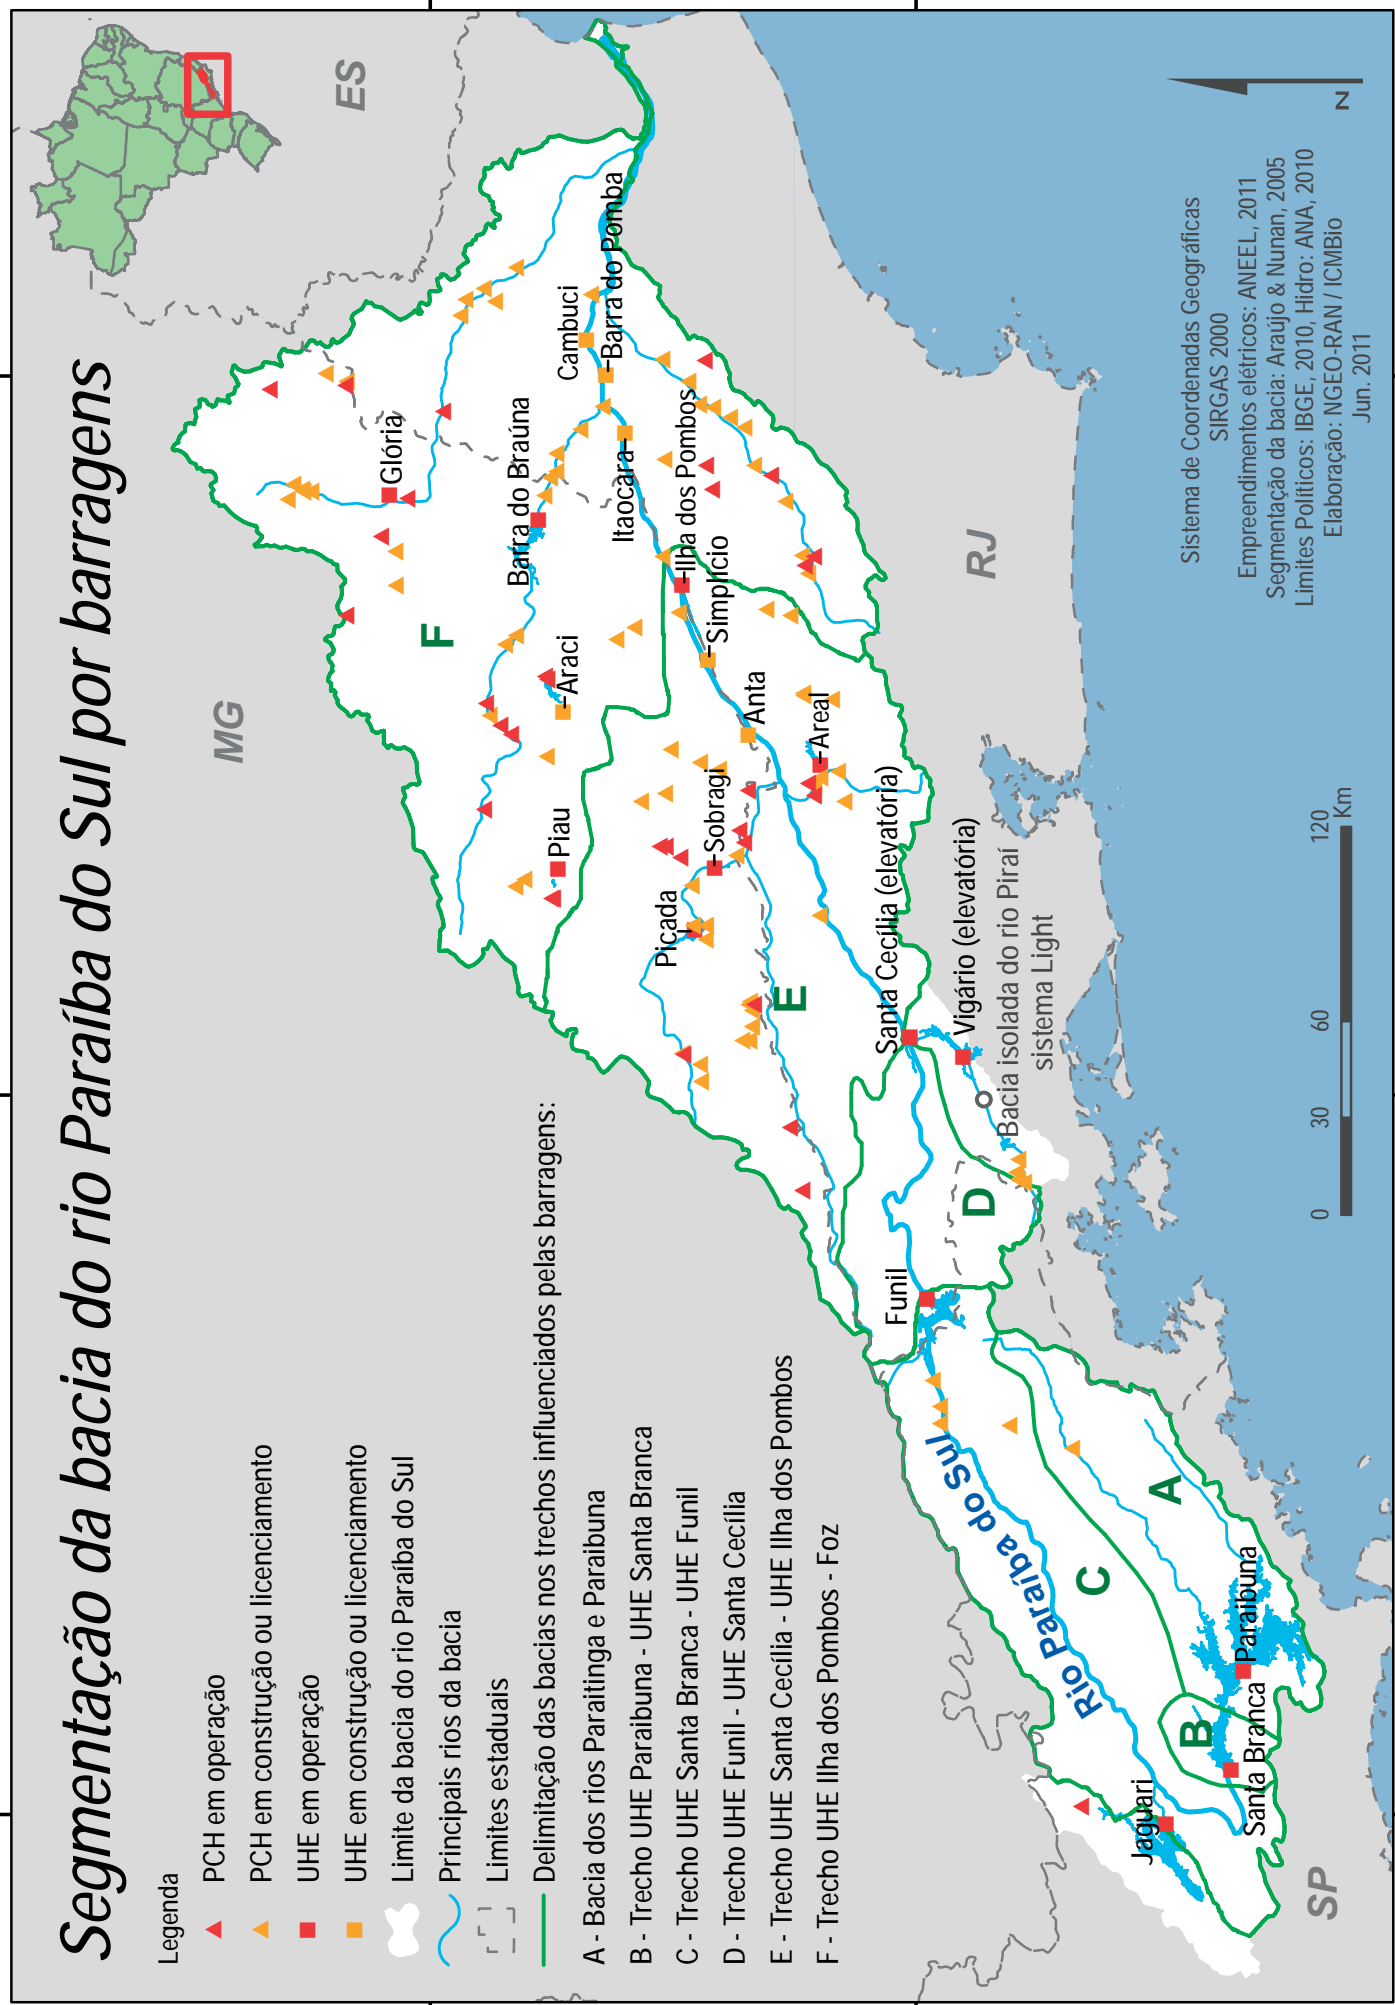 Segmentação da bacia do rio Paraíba do Sul por barragens
Legenda
PCH em operação
PCH em construção ou licenciamento
UHE em operação
UHE em construção ou licenciamento
Limite da bacia do rio Paraíba do Sul
Principais rios da bacia
Limites estaduais
Delimitação das bacias nos trechos influenciados pelas barragens:
A - Bacia dos rios Paraitinga e Paraibuna
B - Trecho UHE Paraibuna - UHE Santa Branca
C - Trecho UHE Santa Branca - UHE Funil
D - Trecho UHE Funil - UHE Santa Cecília
E - Trecho UHE Santa Cecília - UHE Ilha dos Pombos
F - Trecho UHE Ilha dos Pombos - Foz
MG
ES
RJ
SP
F
E
D
C
B
A
Glória
Cambuci
Barra do Pomba
Barra do Braúna
Itaocara
Ilha dos Pombos
Simplício
Araci
Anta
Areal
Piau
Sobragi
Picada
Santa Cecília (elevatória)
Vigário (elevatória)
Bacia isolada do rio Piraí
sistema Light
Funil
Rio Paraíba do Sul
Paraibuna
Santa Branca
Jaguari
0 30 60 120
Km
N
Sistema de Coordenadas Geográficas
SIRGAS 2000
Empreendimentos elétricos: ANEEL, 2011
Segmentação da bacia: Araújo & Nunan, 2005
Limites Políticos: IBGE, 2010, Hidro: ANA, 2010
Elaboração: NGEO-RAN / ICMBio
Jun. 2011